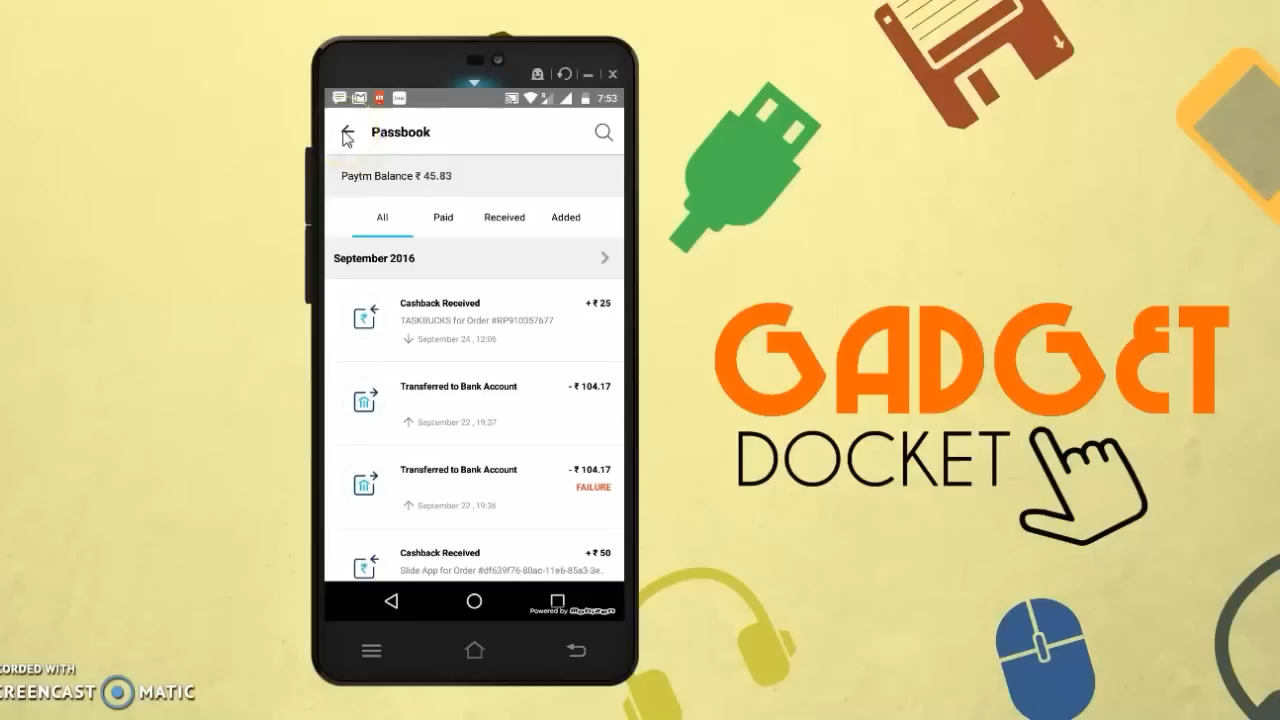 7:53
Passbook
Paytm Balance ₹ 45.83
All Paid Received Added
September 2016
Cashback Received + ₹ 25
TASKBUCKS for Order #RP910357677
September 24 , 12:06
Transferred to Bank Account - ₹ 104.17
September 22 , 19:37
Transferred to Bank Account - ₹ 104.17
FAILURE
September 22 , 19:36
Cashback Received + ₹ 50
Slide App for Order #df639f76-80ac-11e6-85a3-3e..
Powered by Mobizen
GADGET
DOCKET
CORDED WITH
CREENCAST MATIC